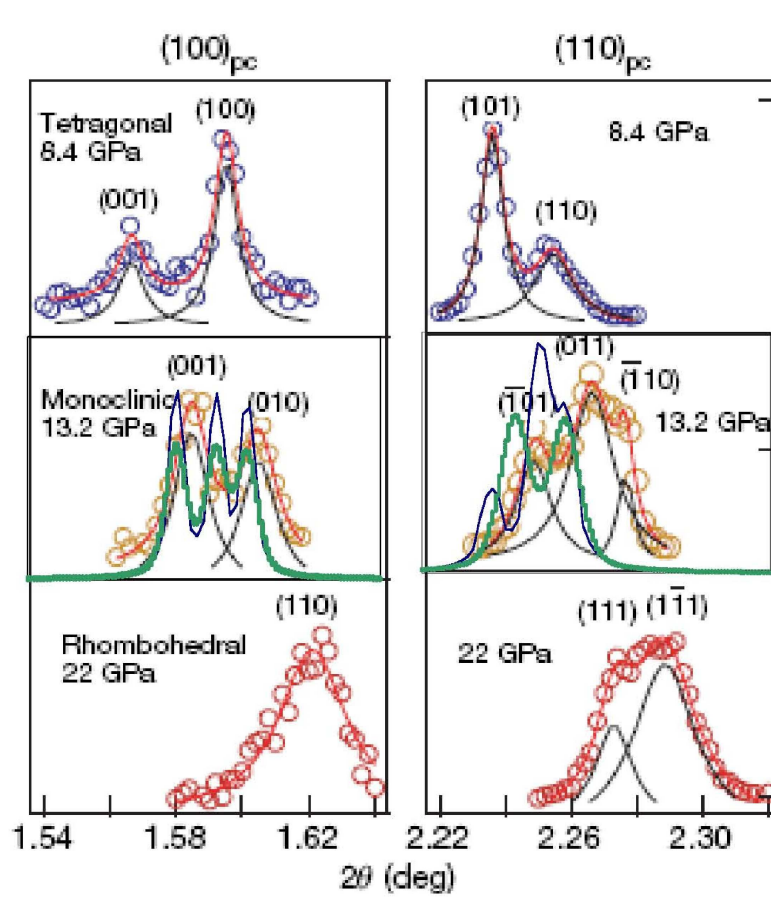 (100)pc (110)pc
(100) (101)
Tetragonal
8.4 GPa 8.4 GPa
(001) (110)
(001) (011)
Monoclinic (010) (1̅01) (1̅10)
13.2 GPa 13.2 GPa
(110) (111) (11̅1)
Rhombohedral
22 GPa 22 GPa
1.54 1.58 1.62 2.22 2.26 2.30
2θ (deg)